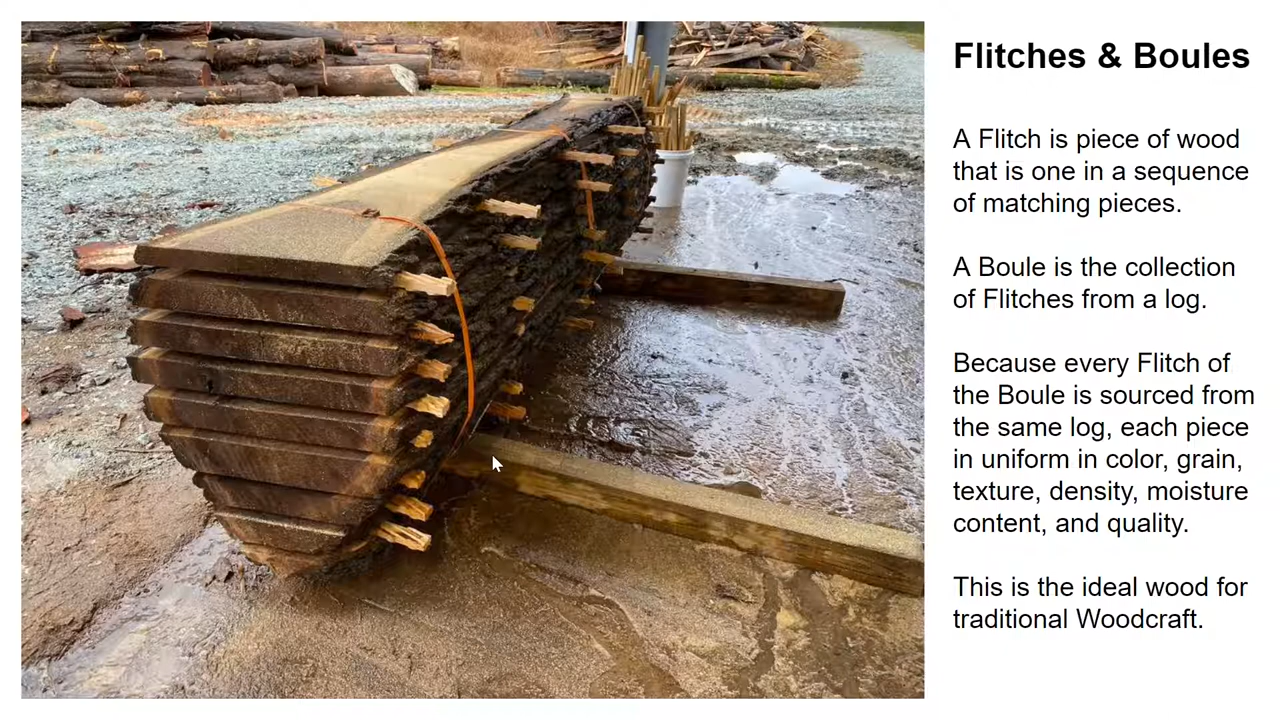 Flitches & Boules
A Flitch is piece of wood
that is one in a sequence
of matching pieces.
A Boule is the collection
of Flitches from a log.
Because every Flitch of
the Boule is sourced from
the same log, each piece
in uniform in color, grain,
texture, density, moisture
content, and quality.
This is the ideal wood for
traditional Woodcraft.